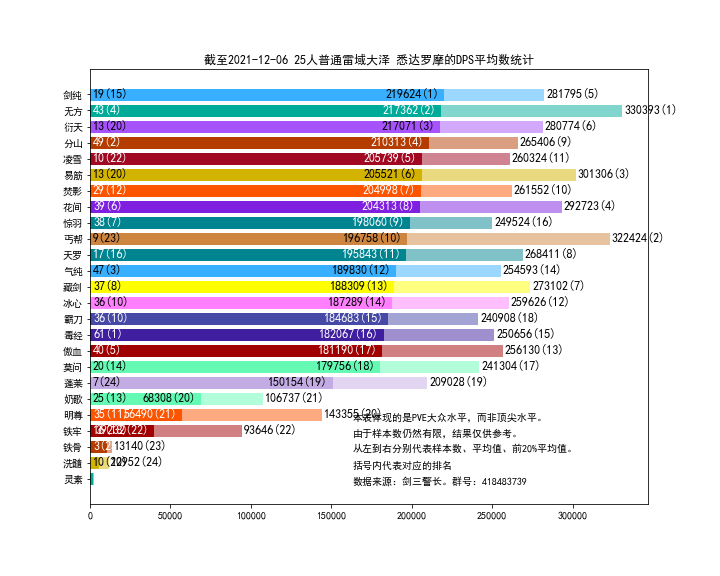 截至2021-12-06 25人普通雷域大泽 悉达罗摩的DPS平均数统计
剑纯 19(15) 219624(1) 281795(5)
无方 43(4) 217362(2) 330393(1)
衍天 13(20) 217071(3) 280774(6)
分山 49(2) 210313(4) 265406(9)
凌雪 10(22) 205739(5) 260324(11)
易筋 13(20) 205521(6) 301306(3)
焚影 29(12) 204998(7) 261552(10)
花间 39(6) 204313(8) 292723(4)
惊羽 38(7) 198060(9) 249524(16)
丐帮 9(23) 196758(10) 322424(2)
天罗 17(16) 195843(11) 268411(8)
气纯 47(3) 189830(12) 254593(14)
藏剑 37(8) 188309(13) 273102(7)
冰心 36(10) 187289(14) 259626(12)
霸刀 36(10) 184683(15) 240908(18)
毒经 61(1) 182067(16) 250656(15)
傲血 40(5) 181190(17) 256130(13)
莫问 20(14) 179756(18) 241304(17)
蓬莱 7(24) 150154(19) 209028(19)
奶歌 25(13) 68308(20) 106737(21)
明尊 35(11) 56490(21) 143355(20)
铁牢 (22) 93646(22)
铁骨 13140(23)
洗髓 10(22) 12952(24)
灵素
本表体现的是PVE大众水平，而非顶尖水平。
由于样本数仍然有限，结果仅供参考。
从左到右分别代表样本数、平均值、前20%平均值。
括号内代表对应的排名
数据来源：剑三警长。群号：418483739
0 50000 100000 150000 200000 250000 300000